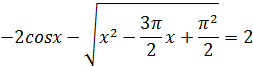 -2cosx - √(x² - 3π/2 x + π²/2) = 2